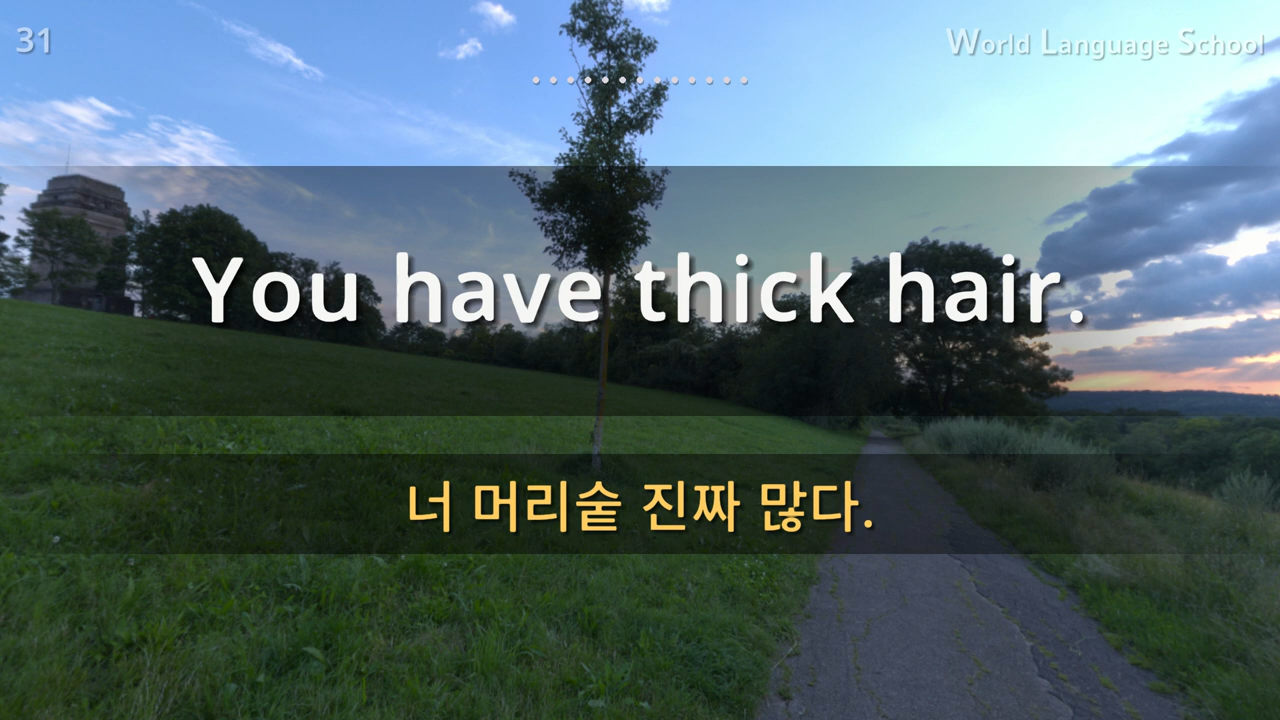 31
World Language School
You have thick hair.
너 머리숱 진짜 많다.